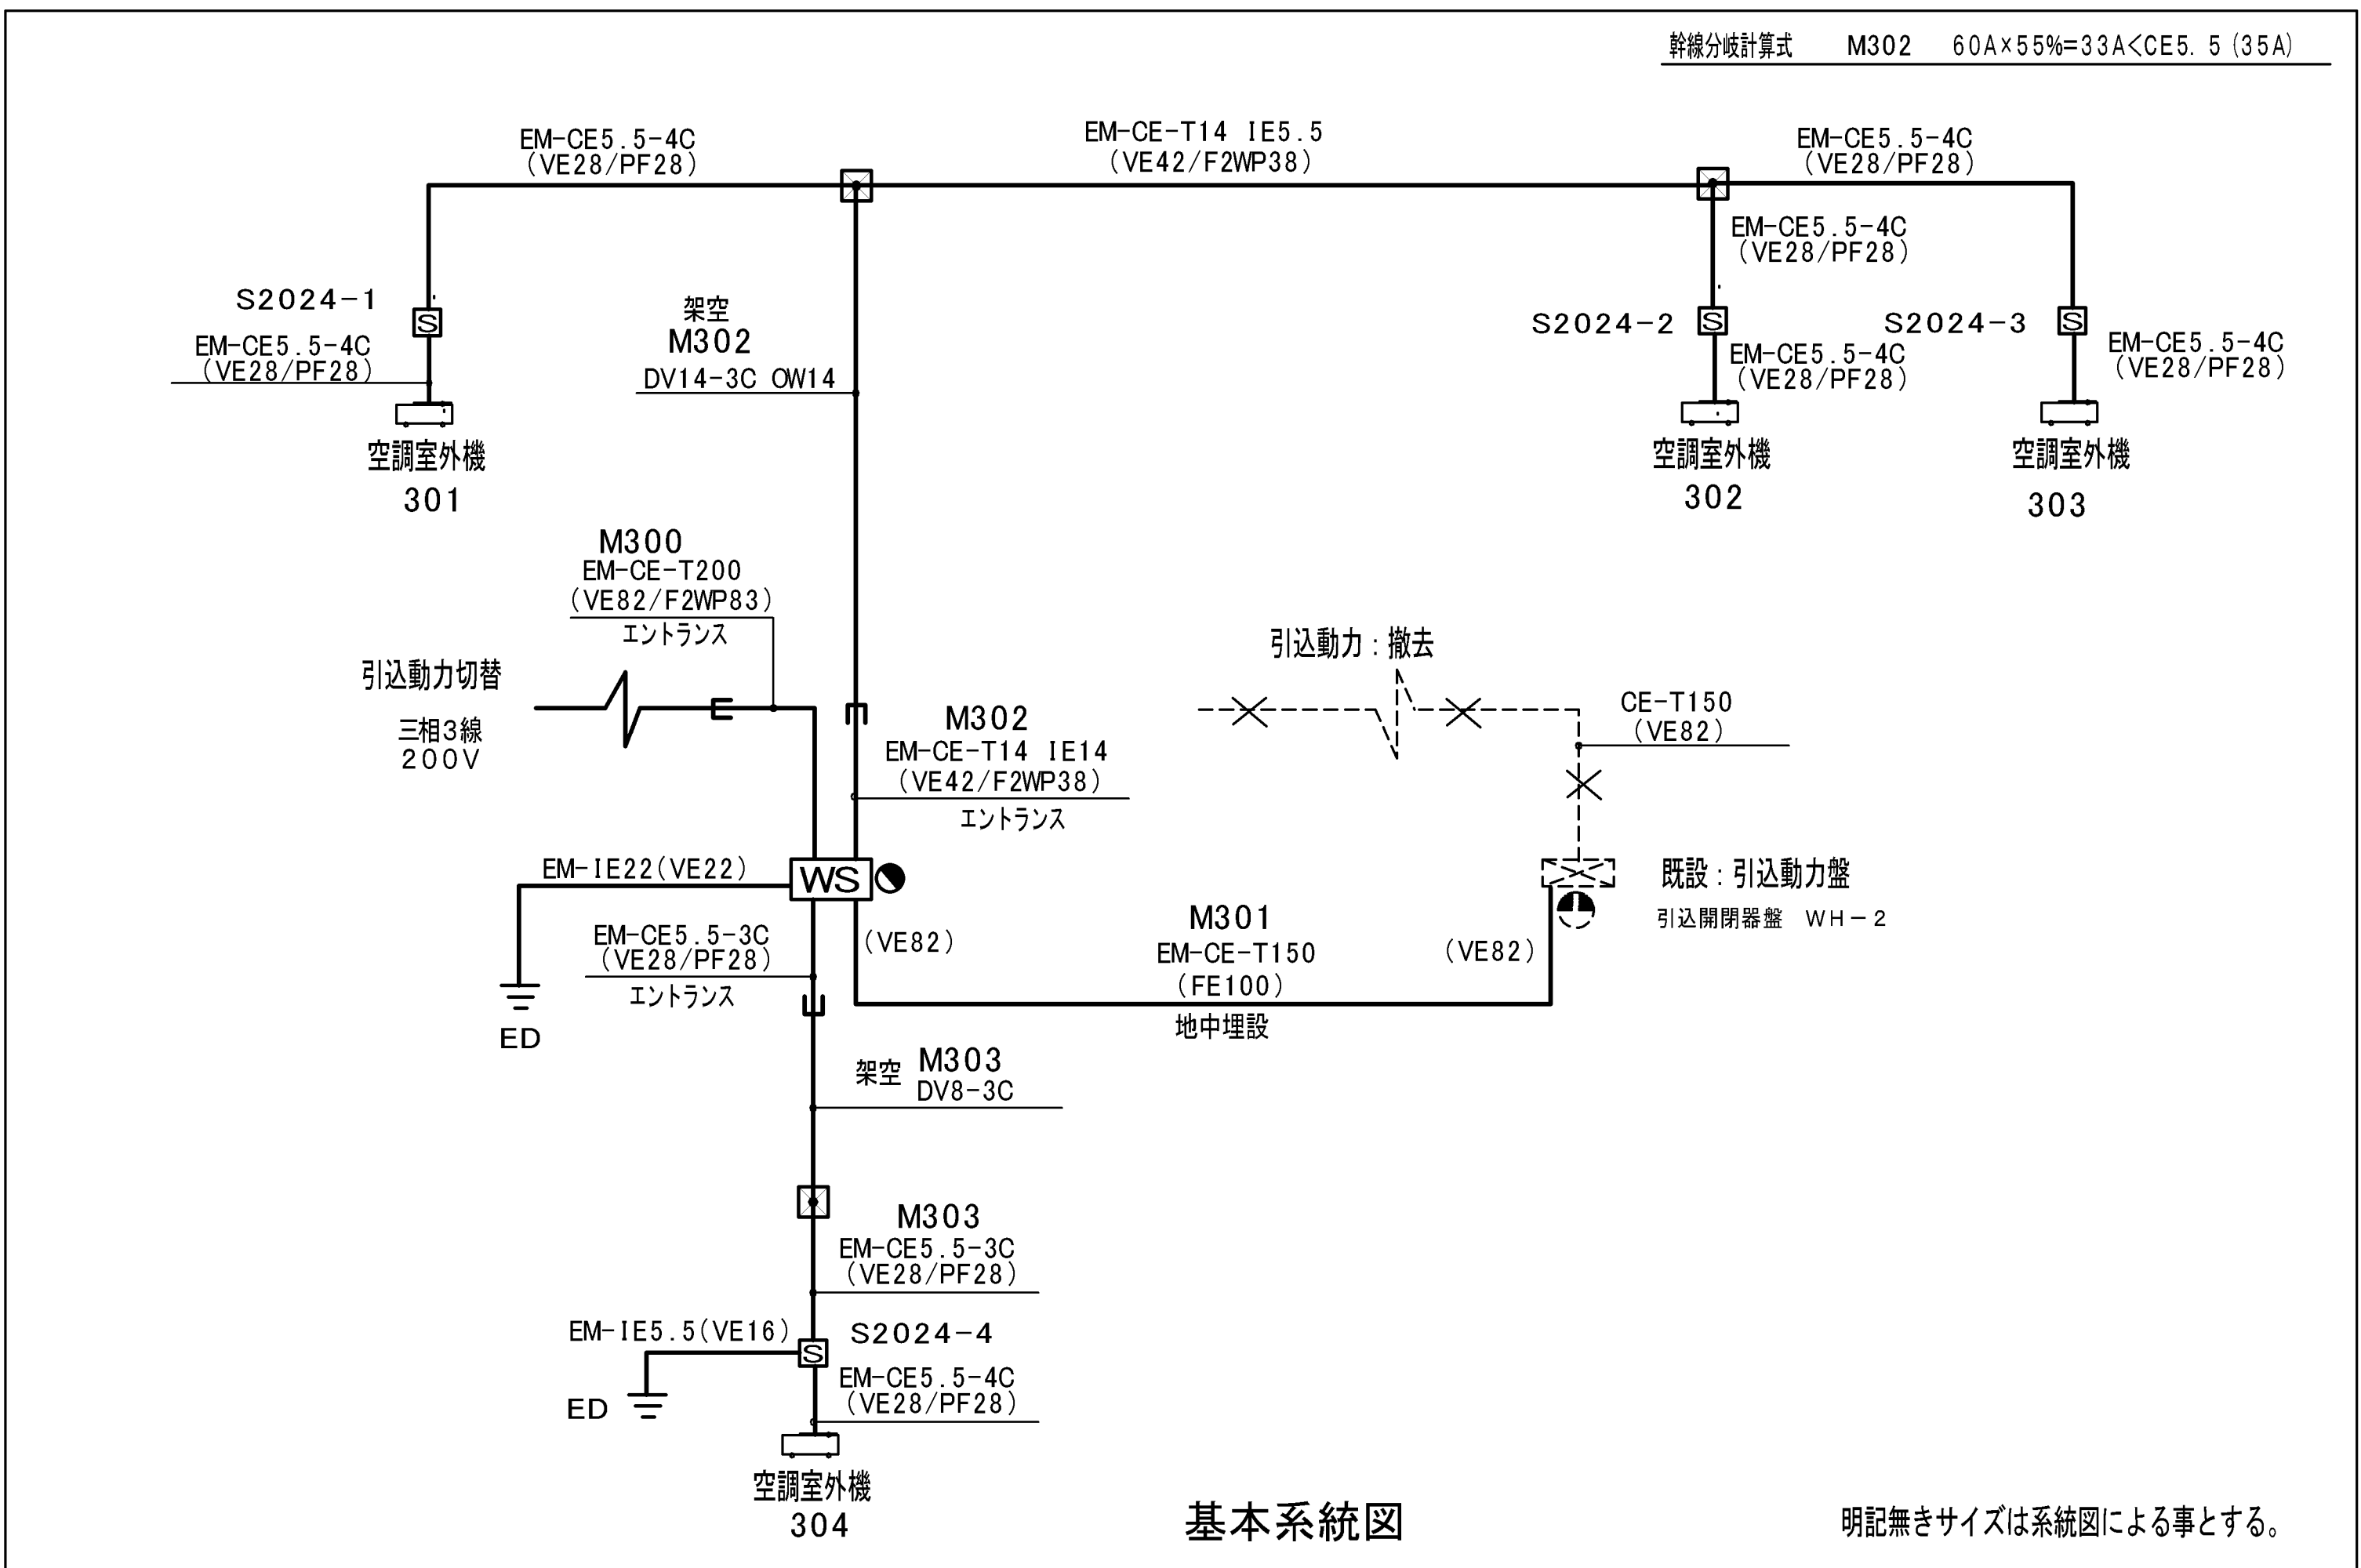 幹線分岐計算式 M302 60A×55%=33A<CE5.5(35A)
EM-CE5.5-4C
(VE28/PF28)
EM-CE-T14 IE5.5
(VE42/F2WP38)
EM-CE5.5-4C
(VE28/PF28)
EM-CE5.5-4C
(VE28/PF28)
S2024-1
S
EM-CE5.5-4C
(VE28/PF28)
空調室外機
301
架空
M302
DV14-3C OW14
S2024-2
S
EM-CE5.5-4C
(VE28/PF28)
空調室外機
302
S2024-3
S
EM-CE5.5-4C
(VE28/PF28)
空調室外機
303
M300
EM-CE-T200
(VE82/F2WP83)
エントランス
引込動力切替
三相3線
200V
M302
EM-CE-T14 IE14
(VE42/F2WP38)
エントランス
引込動力:撤去
CE-T150
(VE82)
EM-IE22(VE22)
WS
ED
既設:引込動力盤
引込開閉器盤 WH-2
EM-CE5.5-3C
(VE28/PF28)
エントランス
(VE82)
M301
EM-CE-T150
(FE100)
地中埋設
(VE82)
架空 M303
DV8-3C
M303
EM-CE5.5-3C
(VE28/PF28)
EM-IE5.5(VE16)
S2024-4
S
ED
EM-CE5.5-4C
(VE28/PF28)
空調室外機
304
基本系統図
明記無きサイズは系統図による事とする。